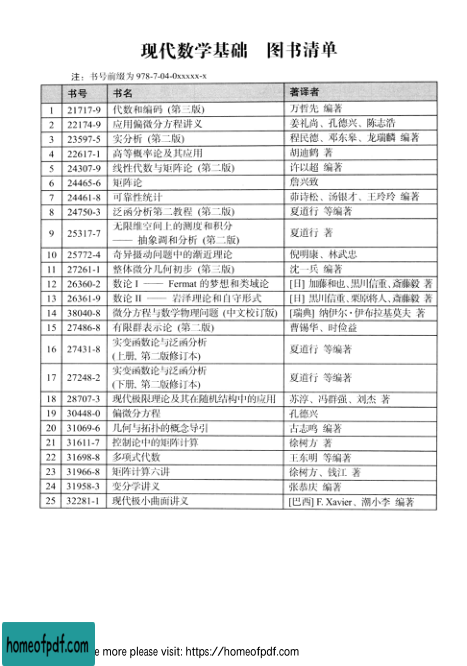 现代数学基础 图书清单
注：书号前缀为 978-7-04-0xxxxx-x
书号 书名 著译者
1 21717-9 代数和编码 (第三版) 万哲先 编著
2 22174-9 应用偏微分方程讲义 姜礼尚、孔德兴、陈志浩
3 23597-5 实分析 (第二版) 程民德、邓东皋、龙瑞麟 编著
4 22617-1 高等概率论及其应用 胡迪鹤 著
5 24307-9 线性代数与矩阵论 (第二版) 许以超 编著
6 24465-6 矩阵论 詹兴致
7 24461-8 可靠性统计 茆诗松、汤银才、王玲玲 编著
8 24750-3 泛函分析第二教程 (第二版) 夏道行 等编著
9 25317-7 无限维空间上的测度和积分
—— 抽象调和分析 (第二版) 夏道行 著
10 25772-4 奇异摄动问题中的渐近理论 倪明康、林武忠
11 27261-1 整体微分几何初步 (第三版) 沈一兵 编著
12 26360-2 数论 I —— Fermat 的梦想和类域论 [日] 加藤和也、黑川信重、斎藤毅 著
13 26361-9 数论 II —— 岩泽理论和自守形式 [日] 黑川信重、栗原将人、斎藤毅 著
14 38040-8 微分方程与数学物理问题 (中文校订版) [瑞典] 纳伊尔·伊布拉基莫夫 著
15 27486-8 有限群表示论 (第二版) 曹锡华、时俭益
16 27431-8 实变函数论与泛函分析
(上册, 第二版修订本) 夏道行 等编著
17 27248-2 实变函数论与泛函分析
(下册, 第二版修订本) 夏道行 等编著
18 28707-3 现代极限理论及其在随机结构中的应用 苏淳、冯群强、刘杰 著
19 30448-0 偏微分方程 孔德兴
20 31069-6 几何与拓扑的概念导引 古志鸣 编著
21 31611-7 控制论中的矩阵计算 徐树方 著
22 31698-8 多项式代数 王东明 等编著
23 31966-8 矩阵计算六讲 徐树方、钱江 著
24 31958-3 变分学讲义 张恭庆 编著
25 32281-1 现代极小曲面讲义 [巴西] F. Xavier、潮小李 编著
homeofpdf.com
e more please visit: https://homeofpdf.com